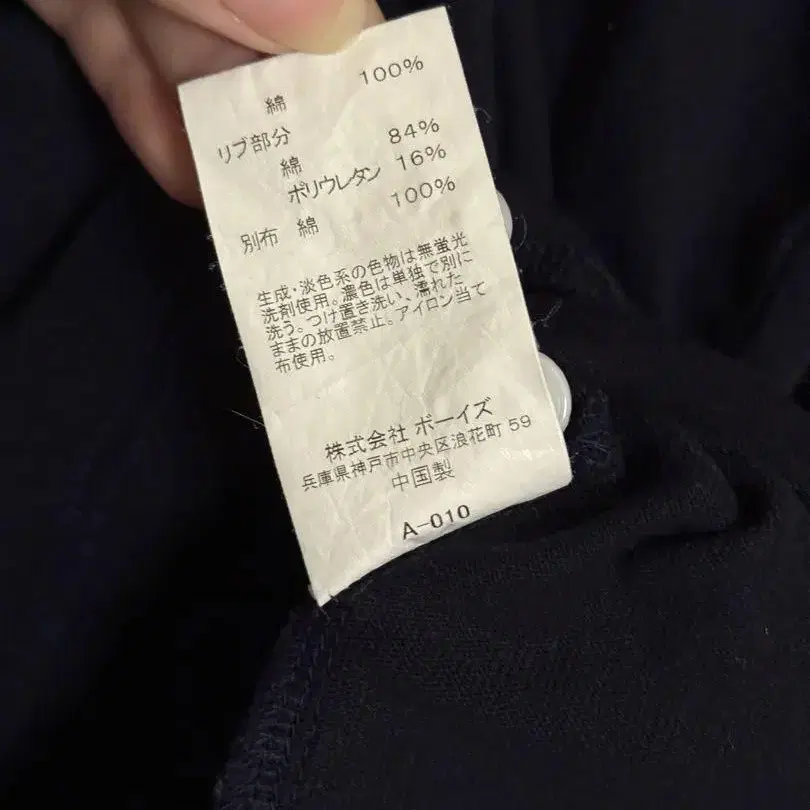 綿 100%
リブ部分
綿 84%
ポリウレタン 16%
別布 綿 100%
生成・淡色系の色物は無蛍光
洗剤使用。濃色は単独で別に
洗う。つけ置き洗い、濡れた
ままの放置禁止。アイロン当て
布使用。
株式会社 ボーイズ
兵庫県神戸市中央区浪花町 59
中国製
A-010